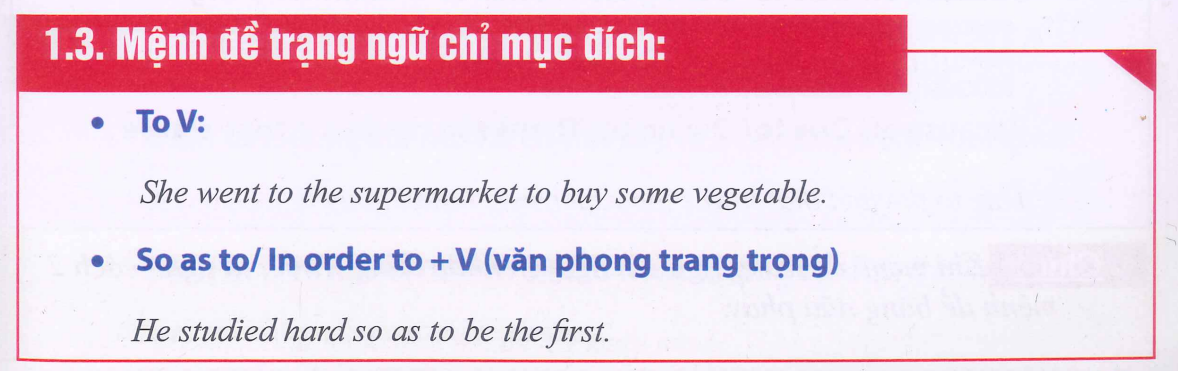 1.3. Mệnh đề trạng ngữ chỉ mục đích:
• To V:
She went to the supermarket to buy some vegetable.
• So as to/ In order to + V (văn phong trang trọng)
He studied hard so as to be the first.